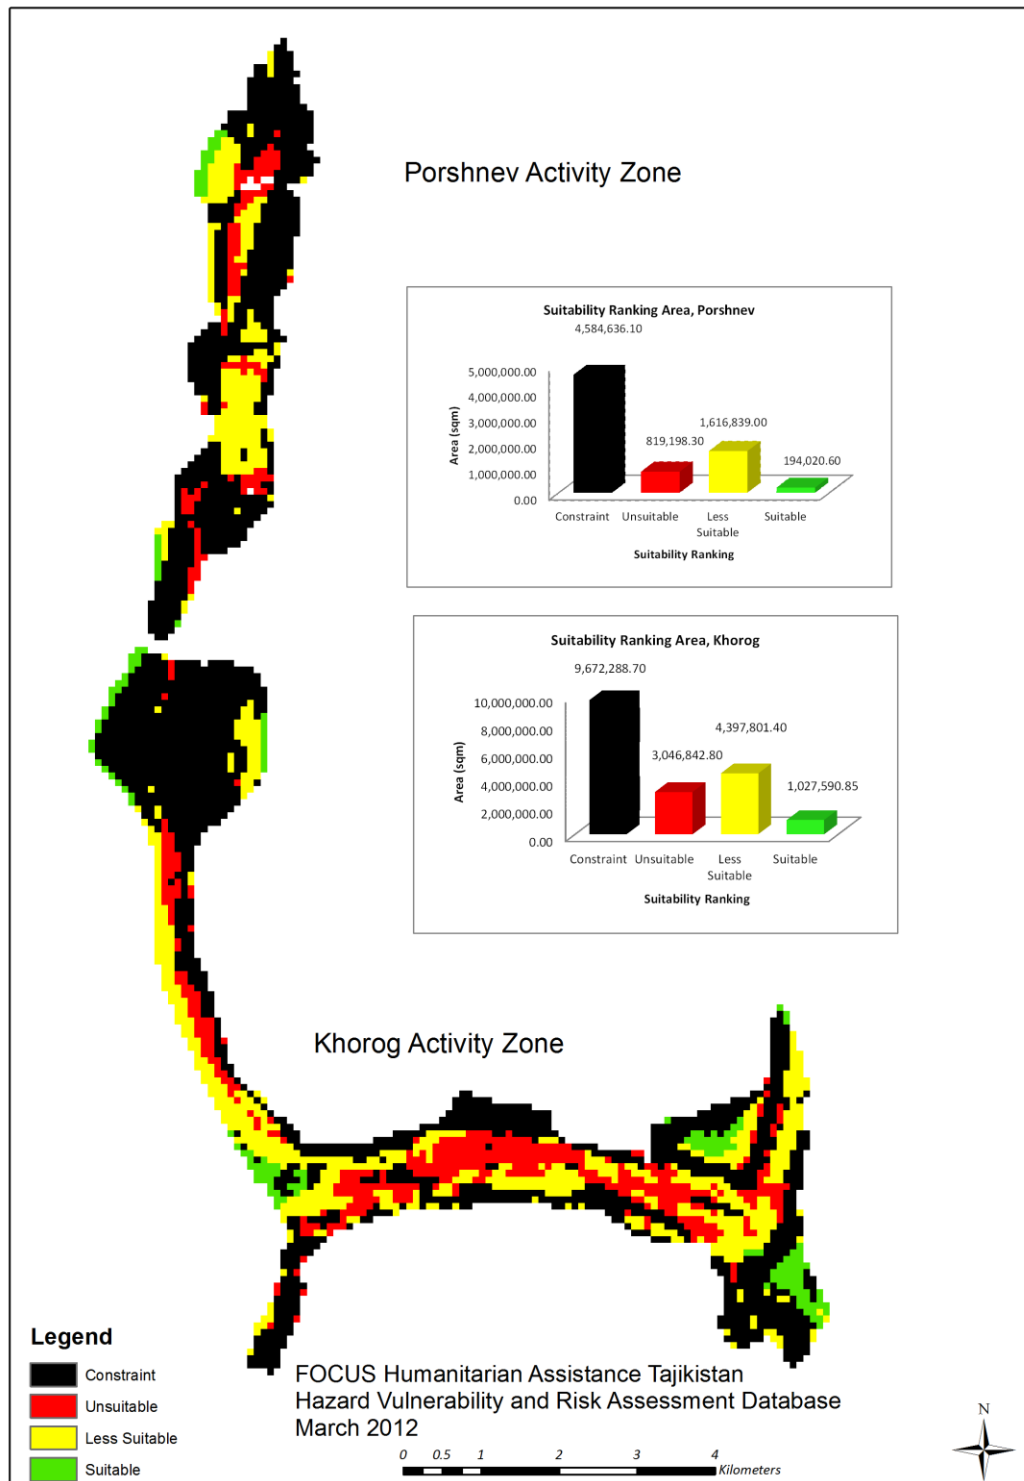 Porshnev Activity Zone
Suitability Ranking Area, Porshnev
4,584,636.10
5,000,000.00
4,000,000.00
3,000,000.00
2,000,000.00
1,000,000.00
0.00
Area (sqm)
819,198.30
1,616,839.00
194,020.60
Constraint
Unsuitable
Less
Suitable
Suitable
Suitability Ranking
Suitability Ranking Area, Khorog
9,672,288.70
10,000,000.00
8,000,000.00
6,000,000.00
4,000,000.00
2,000,000.00
0.00
Area (sqm)
3,046,842.80
4,397,801.40
1,027,590.85
Constraint
Unsuitable
Less
Suitable
Suitable
Suitability Ranking
Khorog Activity Zone
Legend
Constraint
Unsuitable
Less Suitable
Suitable
FOCUS Humanitarian Assistance Tajikistan
Hazard Vulnerability and Risk Assessment Database
March 2012
0 0.5 1 2 3 4
Kilometers
N